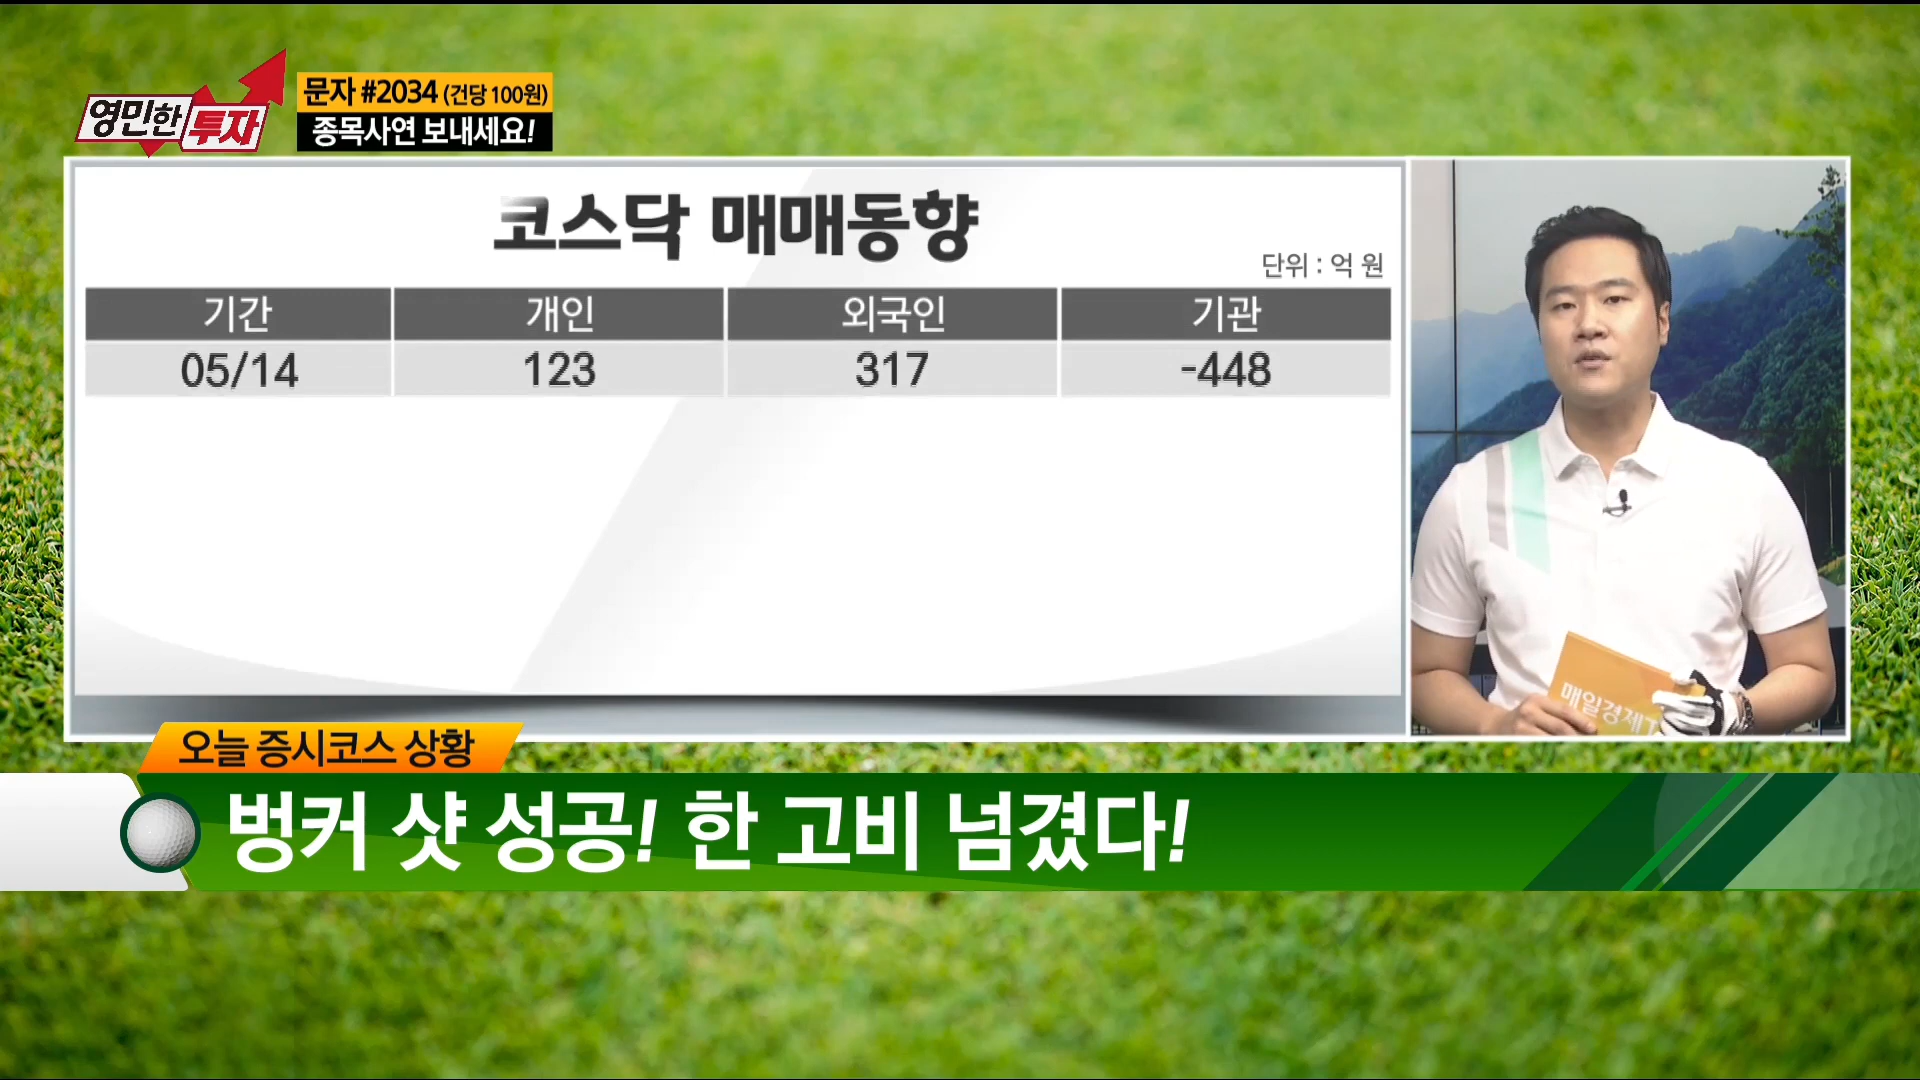 영민한 투자
문자 #2034 (건당 100원)
종목사연 보내세요!
코스닥 매매동향
단위 : 억 원
기간 개인 외국인 기관
05/14 123 317 -448
매일경제T
오늘 증시코스 상황
벙커 샷 성공! 한 고비 넘겼다!